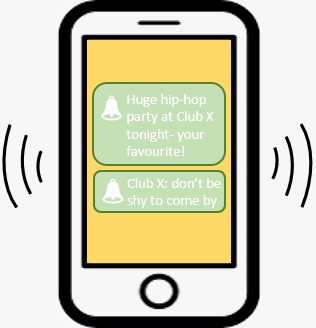 Huge hip-hop
party at Club X
tonight- your
favourite!
Club X: don't be
shy to come by